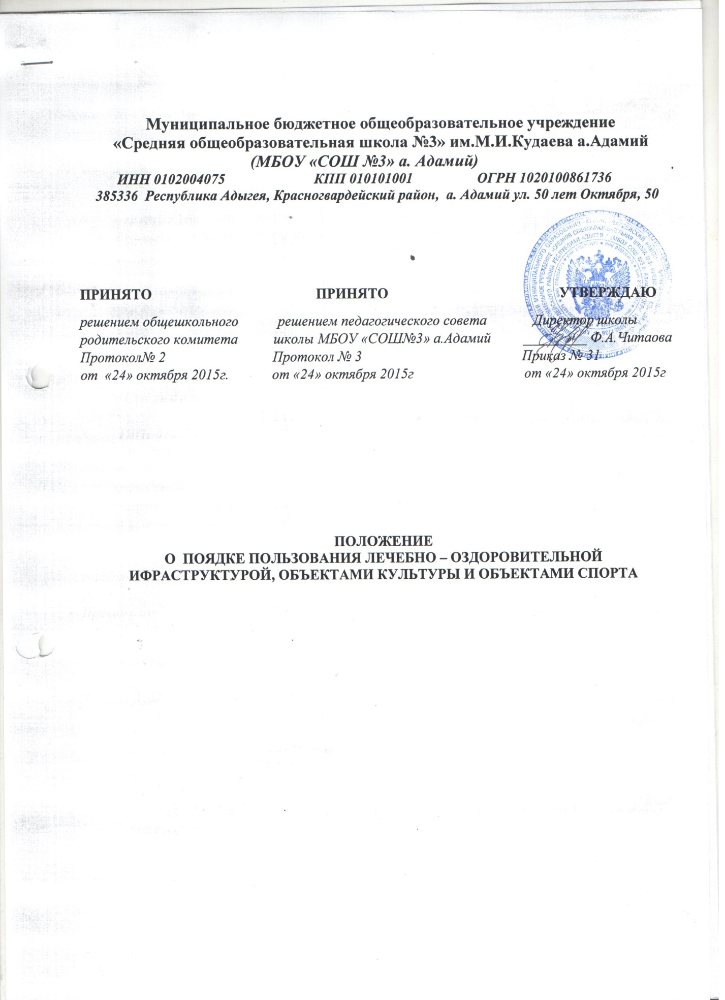 Муниципальное бюджетное общеобразовательное учреждение
«Средняя общеобразовательная школа №3» им.М.И.Кудаева а.Адамий
(МБОУ «СОШ №3» а. Адамий)
ИНН 0102004075 КПП 010101001 ОГРН 1020100861736
385336 Республика Адыгея, Красногвардейский район, а. Адамий ул. 50 лет Октября, 50
ПРИНЯТО ПРИНЯТО УТВЕРЖДАЮ
решением общешкольного решением педагогического совета Директор школы
родительского комитета школы МБОУ «СОШ№3» а.Адамий _________ Ф.А.Читаова
Протокол№ 2 Протокол № 3 Приказ № 31
от «24» октября 2015г. от «24» октября 2015г от «24» октября 2015г
ПОЛОЖЕНИЕ
О ПОЯДКЕ ПОЛЬЗОВАНИЯ ЛЕЧЕБНО – ОЗДОРОВИТЕЛЬНОЙ
ИФРАСТРУКТУРОЙ, ОБЪЕКТАМИ КУЛЬТУРЫ И ОБЪЕКТАМИ СПОРТА